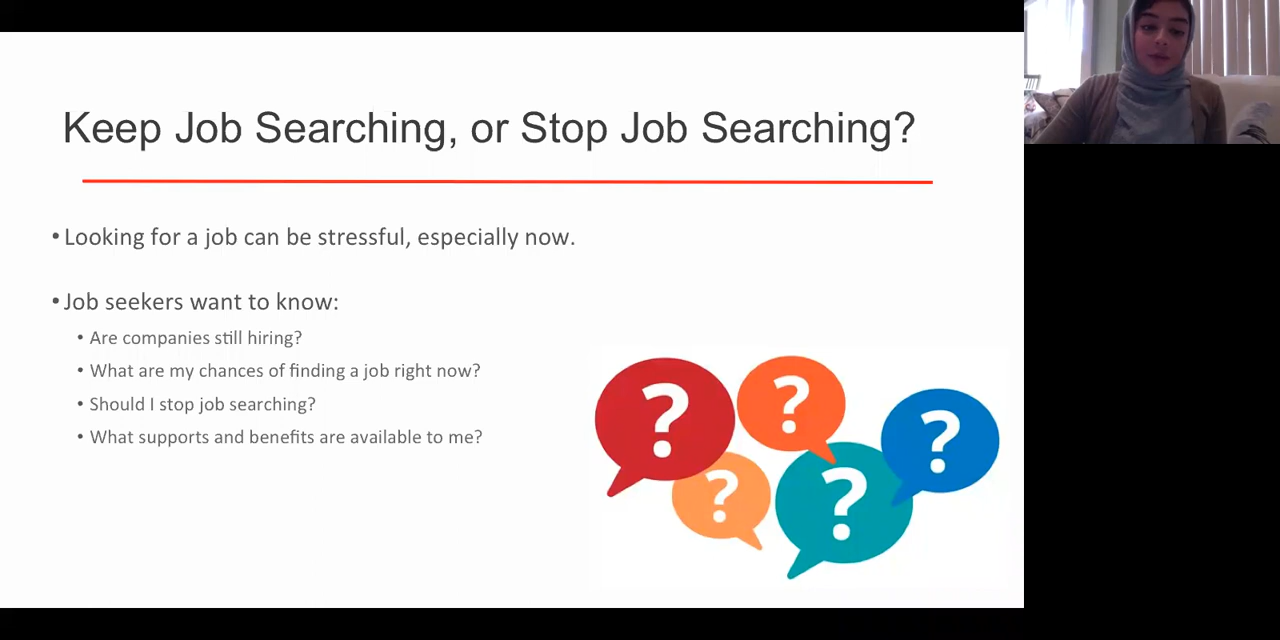 Keep Job Searching, or Stop Job Searching?
•Looking for a job can be stressful, especially now.
•Job seekers want to know:
• Are companies still hiring?
• What are my chances of finding a job right now?
• Should I stop job searching?
• What supports and benefits are available to me?
?
?
?
?
?